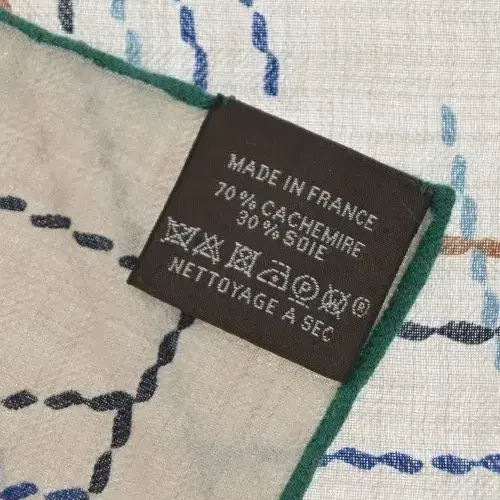 MADE IN FRANCE
70% CACHEMIRE
30% SOIE
P ®
NETTOYAGE A SEC